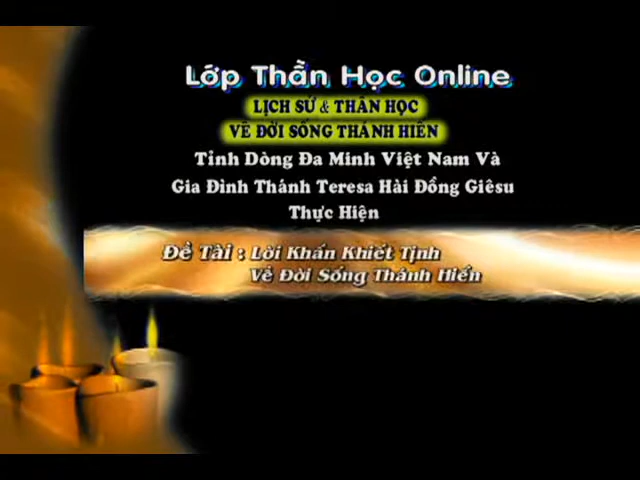 Lớp Thần Học Online
LỊCH SỬ & THẦN HỌC
VỀ ĐỜI SỐNG THÁNH HIẾN
Tỉnh Dòng Đa Minh Việt Nam Và
Gia Đình Thánh Teresa Hài Đồng Giêsu
Thực Hiện
Đề Tài : Lời Khấn Khiết Tịnh
Về Đời Sống Thánh Hiến